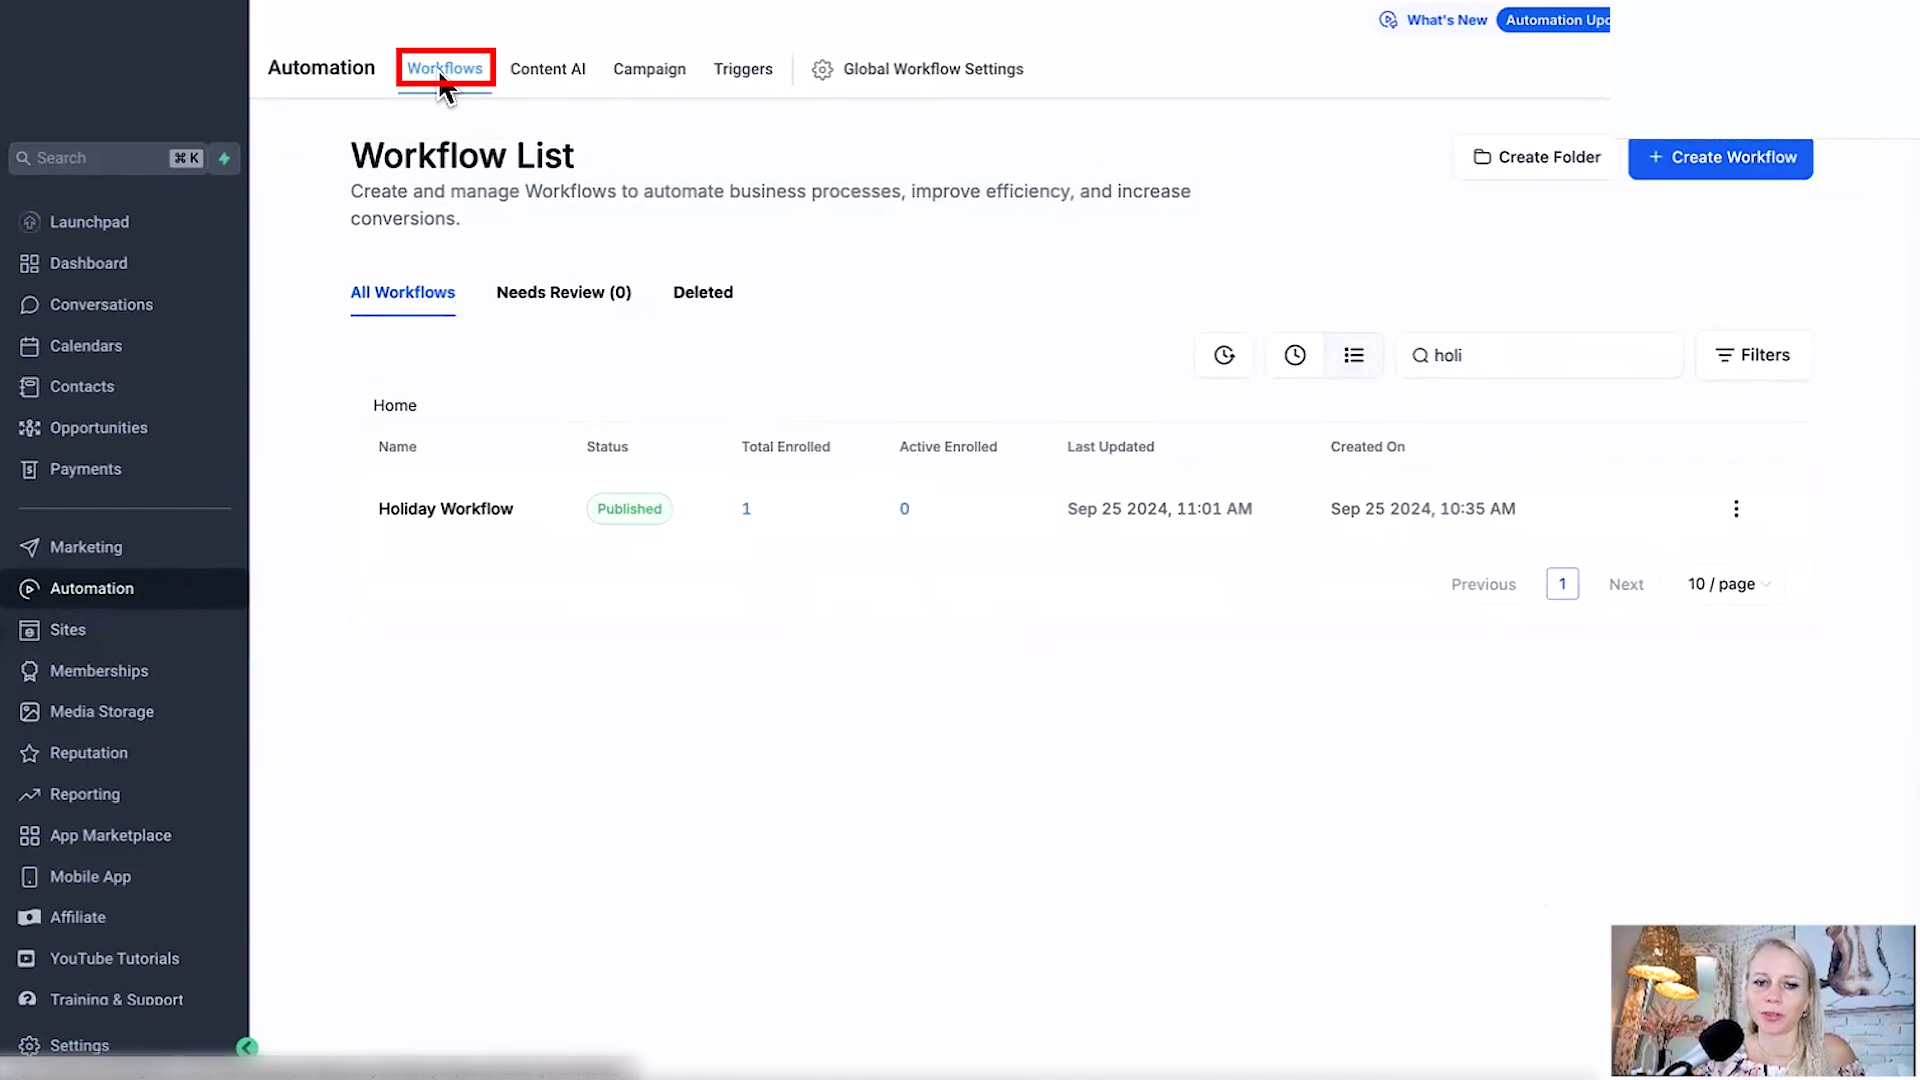 What's New
Automation Upd
Automation
Workflows
Content AI
Campaign
Triggers
Global Workflow Settings
Search
⌘ K
Launchpad
Dashboard
Conversations
Calendars
Contacts
Opportunities
Payments
Marketing
Automation
Sites
Memberships
Media Storage
Reputation
Reporting
App Marketplace
Mobile App
Affiliate
YouTube Tutorials
Training & Support
Settings
Workflow List
Create and manage Workflows to automate business processes, improve efficiency, and increase
conversions.
Create Folder
+ Create Workflow
All Workflows
Needs Review (0)
Deleted
holi
Filters
Home
Name Status Total Enrolled Active Enrolled Last Updated Created On
Holiday Workflow Published 1 0 Sep 25 2024, 11:01 AM Sep 25 2024, 10:35 AM
Previous 1 Next 10 / page